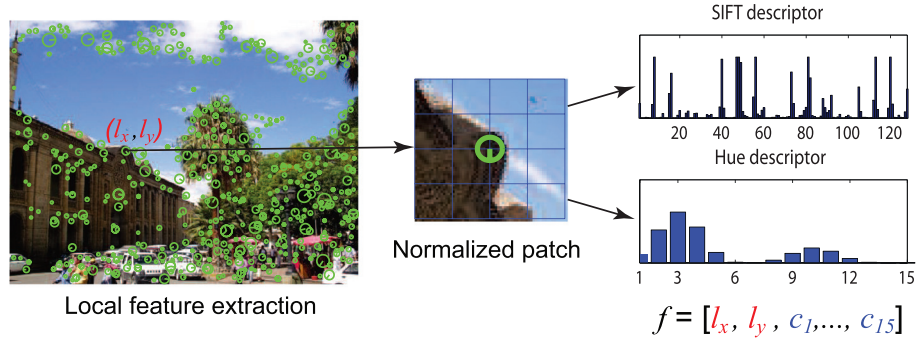 (lx, ly)
Local feature extraction
Normalized patch
SIFT descriptor
20 40 60 80 100 120
Hue descriptor
1 3 6 9 12 15
f = [lx, ly , c1,..., c15]